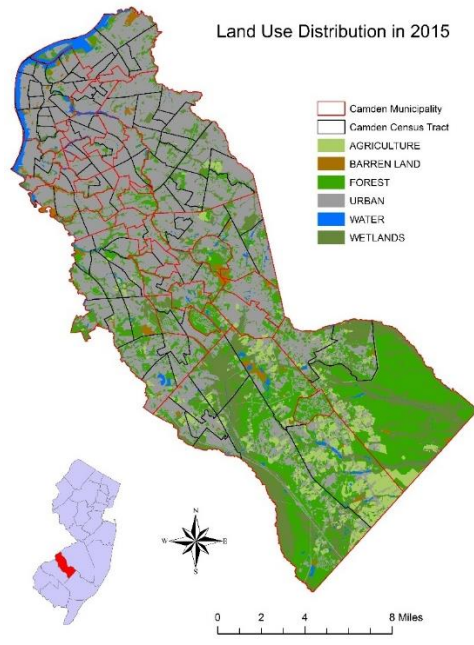 Land Use Distribution in 2015
Camden Municipality
Camden Census Tract
AGRICULTURE
BARREN LAND
FOREST
URBAN
WATER
WETLANDS
N
W E
S
0 2 4 8 Miles